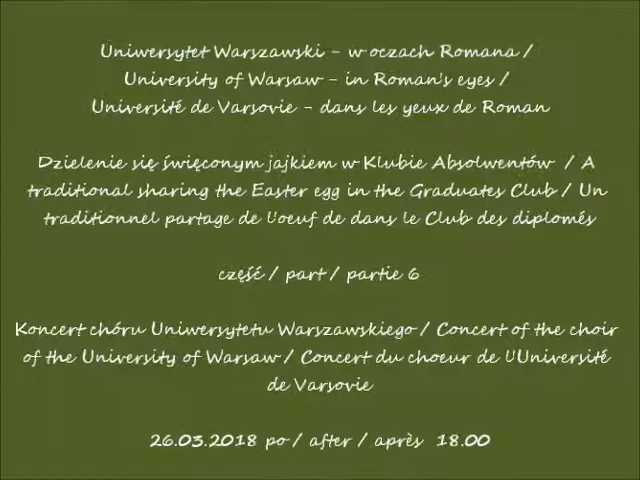 Uniwersytet Warszawski - w oczach Romana /
University of Warsaw - in Roman's eyes /
Université de Varsovie - dans les yeux de Roman
Dzielenie się święconym jajkiem w Klubie Absolwentów / A
traditional sharing the Easter egg in the Graduates Club / Un
traditionnel partage de l'oeuf de dans le Club des diplomés
część / part / partie 6
Koncert chóru Uniwersytetu Warszawskiego / Concert of the choir
of the University of Warsaw / Concert du choeur de l'Université
de Varsovie
26.03.2018 po / after / après 18.00